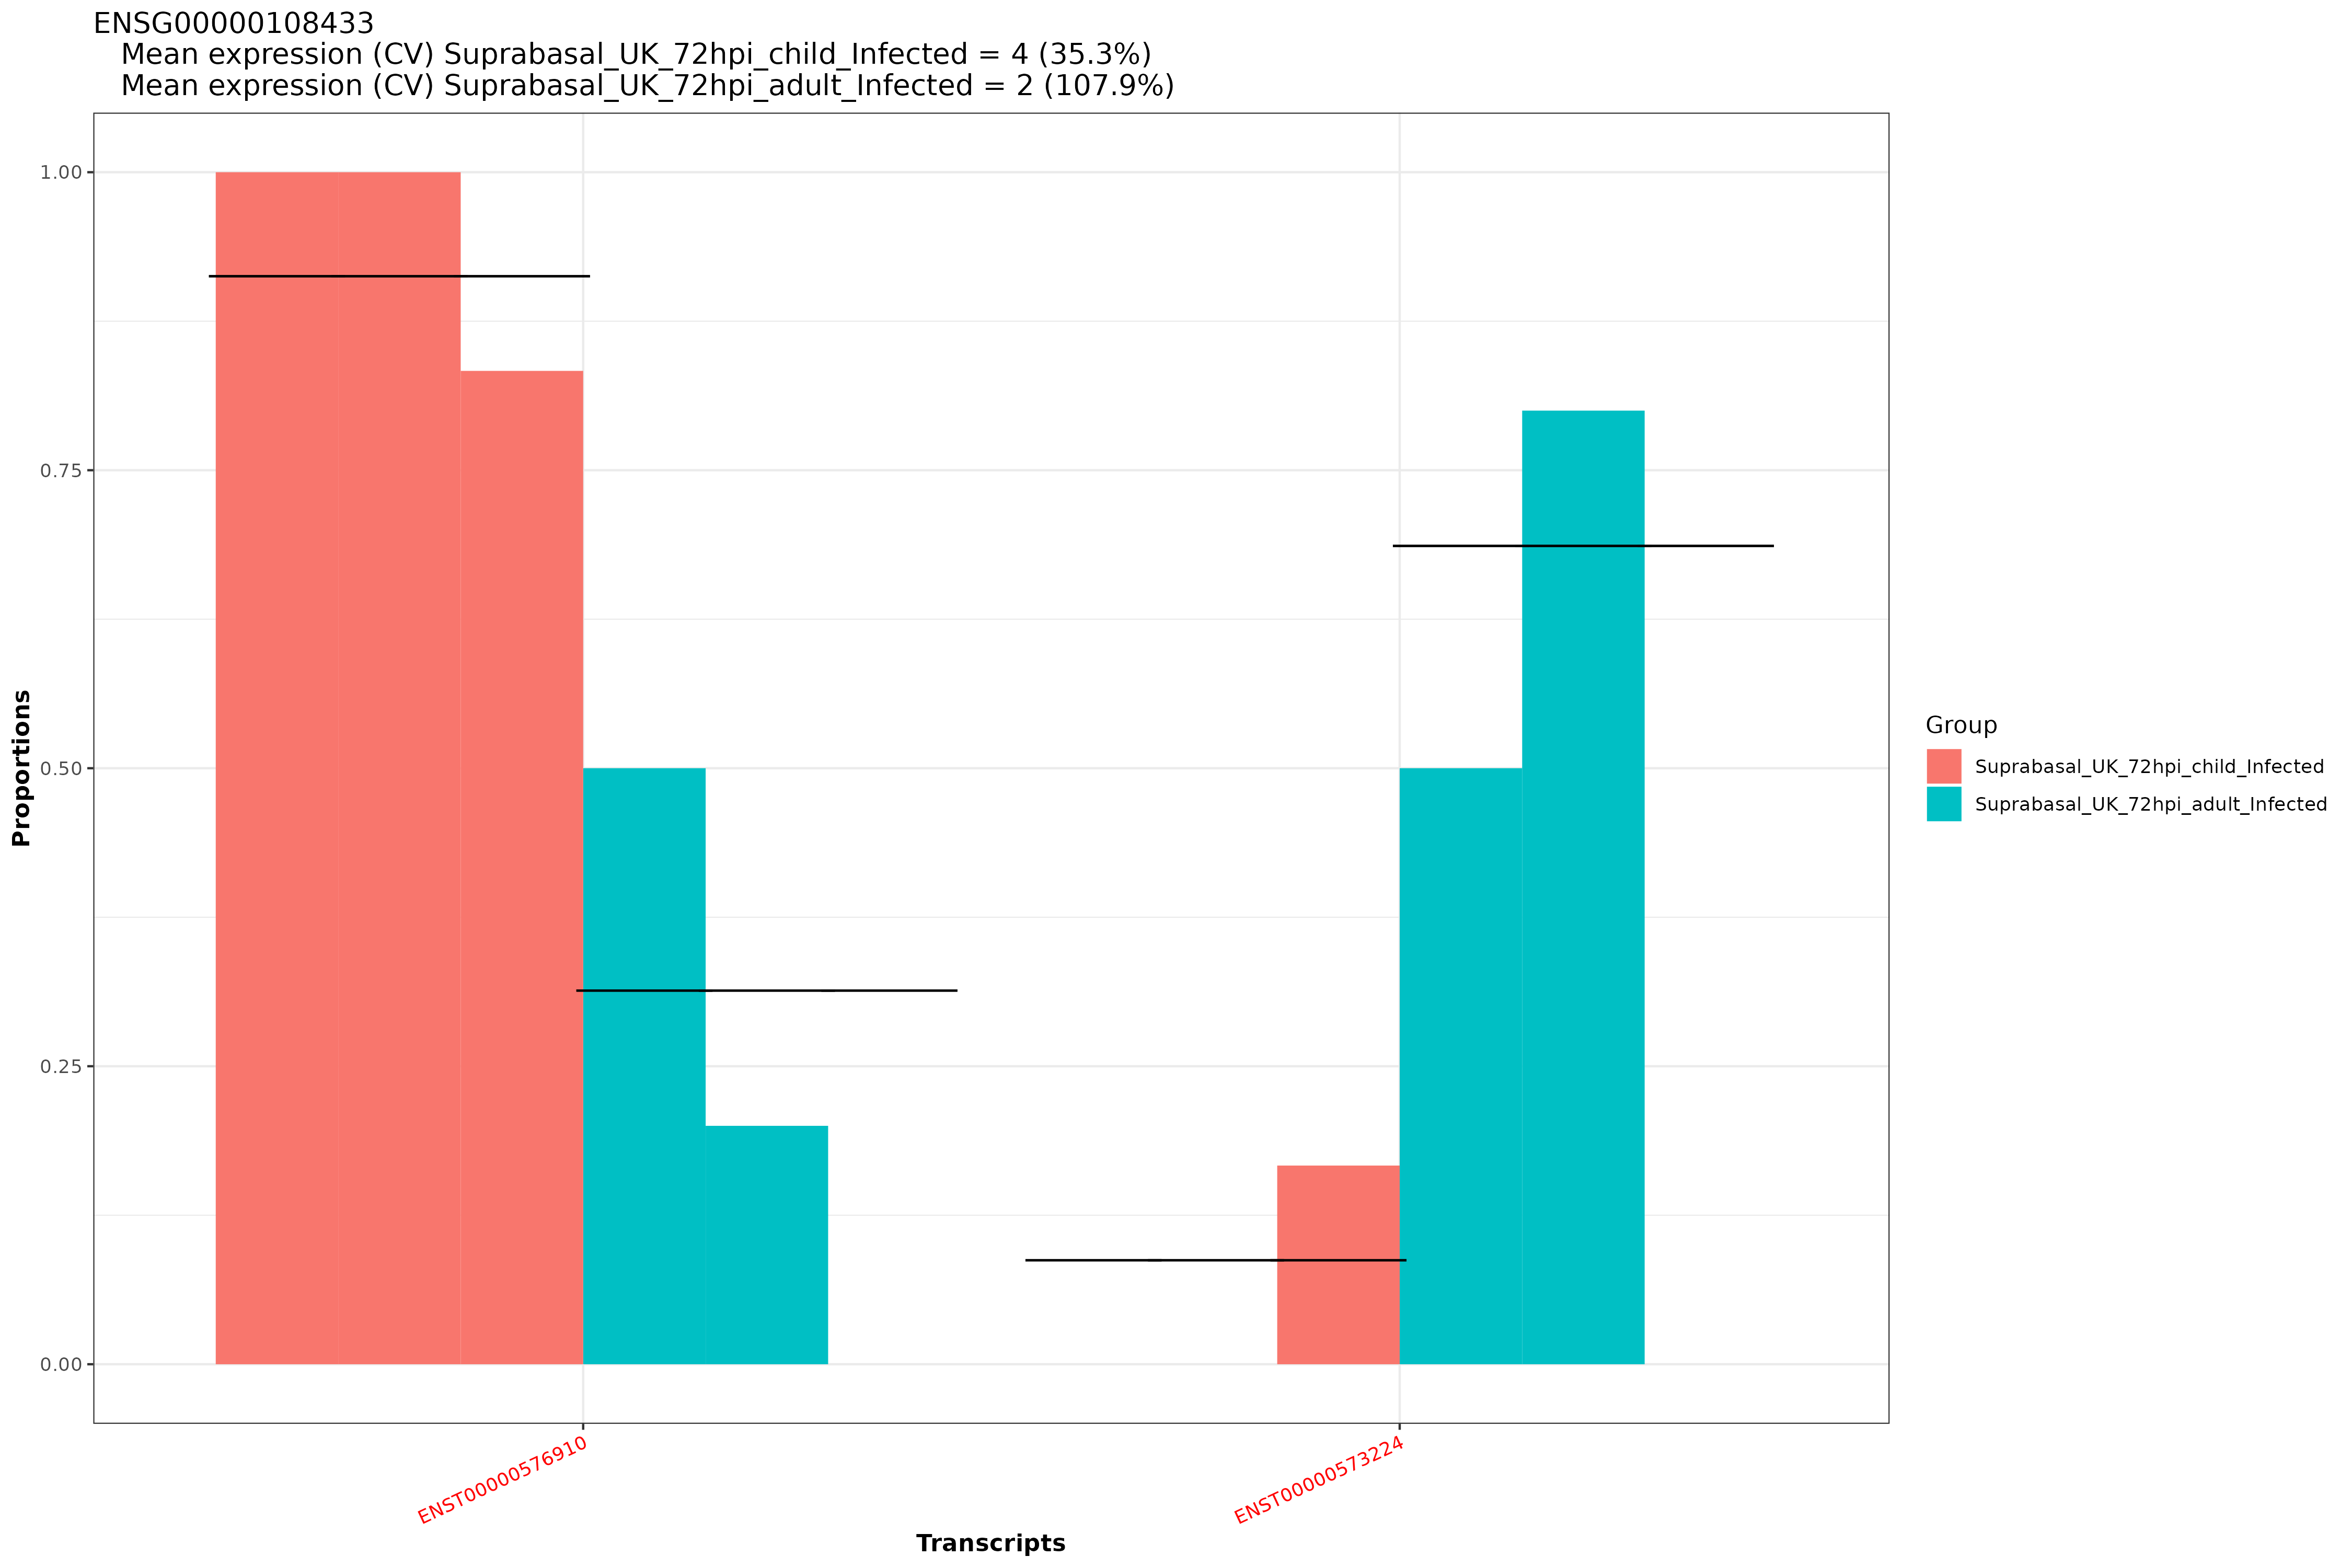 ENSG00000108433
Mean expression (CV) Suprabasal_UK_72hpi_child_Infected = 4 (35.3%)
Mean expression (CV) Suprabasal_UK_72hpi_adult_Infected = 2 (107.9%)
1.00
0.75
0.50
0.25
0.00
Proportions
ENST00000576910
ENST00000573224
Transcripts
Group
Suprabasal_UK_72hpi_child_Infected
Suprabasal_UK_72hpi_adult_Infected